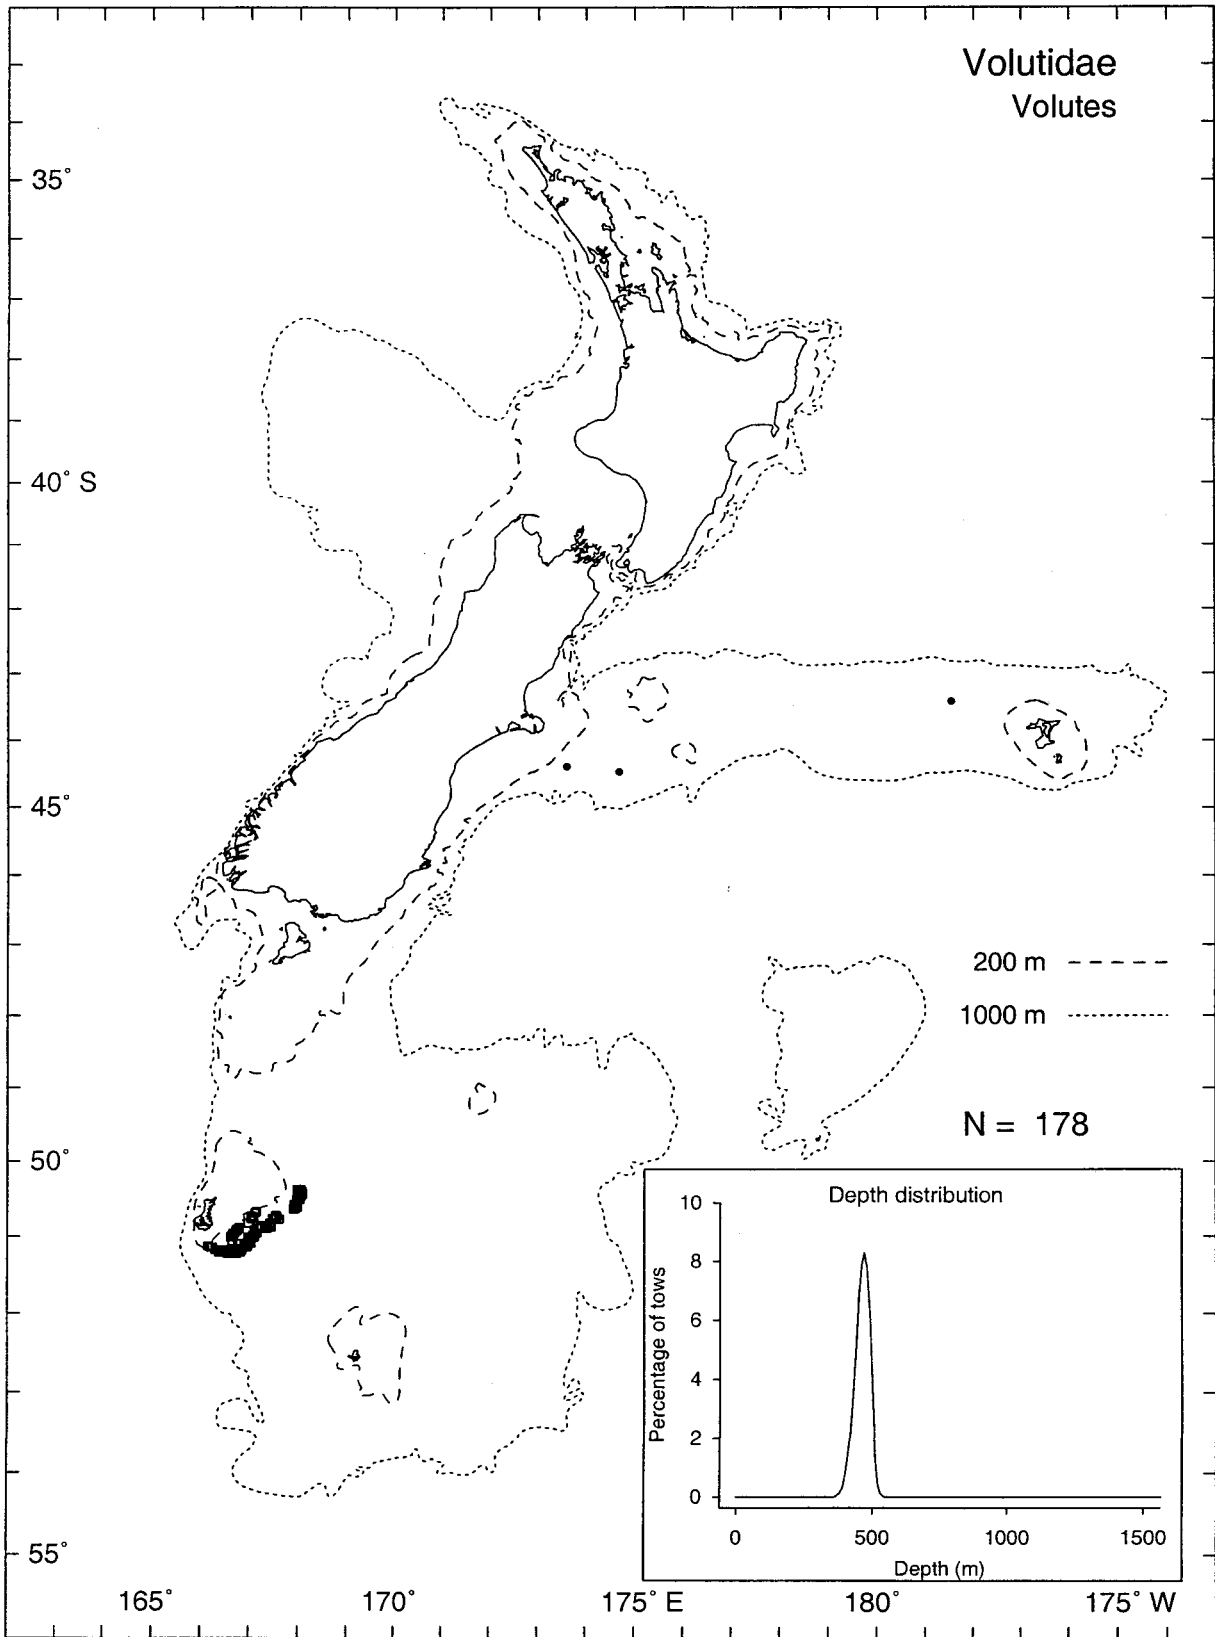 Volutidae
Volutes
35°
40° S
45°
200 m
1000 m
N = 178
50°
Depth distribution
10
8
6
4
2
0
Percentage of tows
0 500 1000 1500
Depth (m)
55°
165° 170° 175° E 180° 175° W